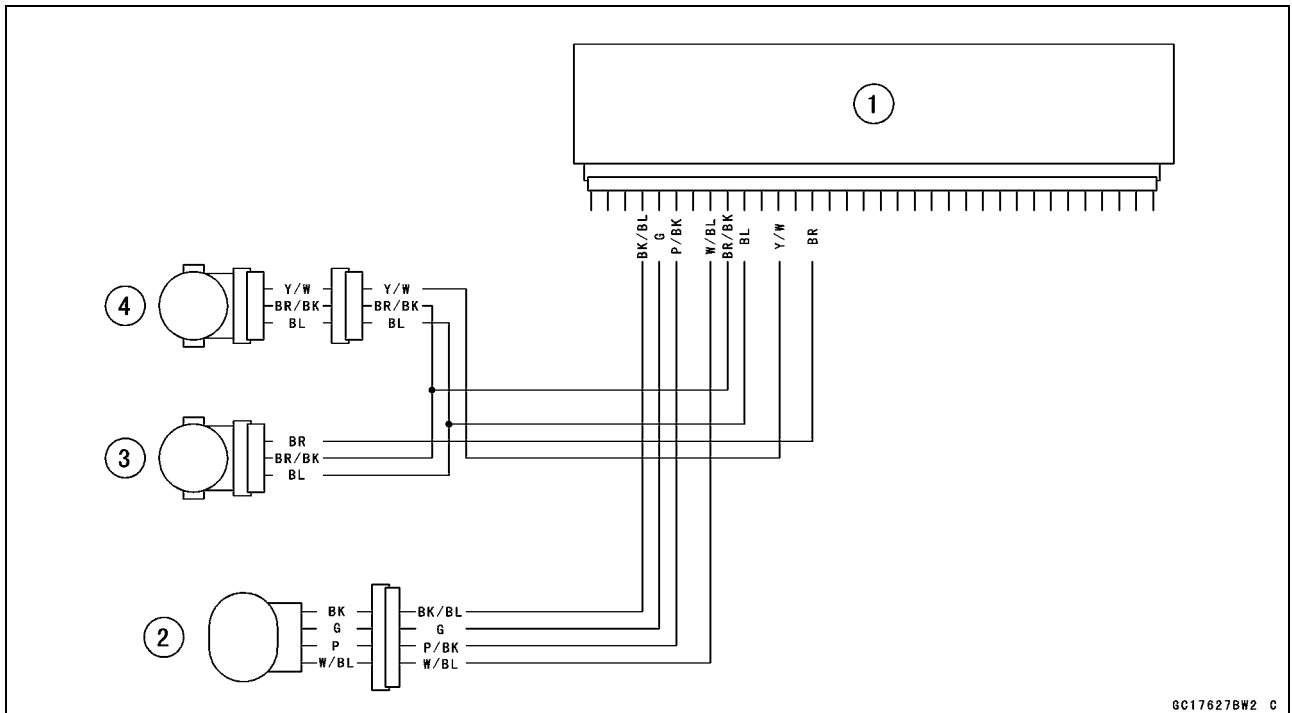 1
BK/BL
G
P/BK
W/BL
BR/BK
BL
Y/W
BR
4
Y/W
BR/BK
BL
Y/W
BR/BK
BL
3
BR
BR/BK
BL
2
BK
G
P
W/BL
BK/BL
G
P/BK
W/BL
GC17627BW2 C